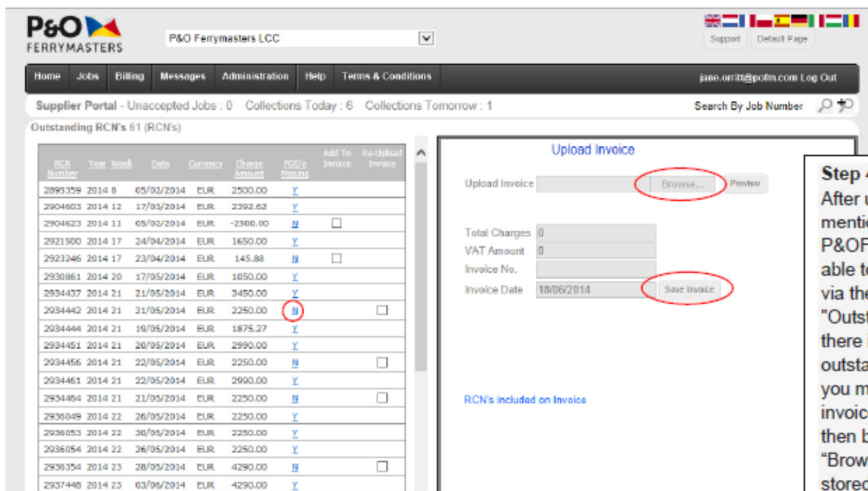 P&O
FERRYMASTERS
P&O Ferrymasters LCC
Support Default Page
Home Jobs Billing Messages Administration Help Terms & Conditions
jane.orritt@pofm.com Log Out
Supplier Portal - Unaccepted Jobs : 0 Collections Today : 6 Collections Tomorrow : 1
Search By Job Number
Outstanding RCN's 61 (RCN's)
RCN Number Year Week Date Currency Charge Amount POD's Missing Add To Invoice Re-Upload Invoice
2895359 2014 8 05/02/2014 EUR 2500.00 Y
2904603 2014 12 17/03/2014 EUR 2392.62 Y
2904623 2014 11 05/02/2014 EUR -2500.00 N
2921500 2014 17 24/04/2014 EUR 1650.00 Y
2923246 2014 17 23/04/2014 EUR 145.88 N
2930861 2014 20 17/05/2014 EUR 1050.00 Y
2934437 2014 21 21/05/2014 EUR 3450.00 Y
2934442 2014 21 21/05/2014 EUR 2250.00 N
2934444 2014 21 19/05/2014 EUR 1875.27 Y
2934451 2014 21 20/05/2014 EUR 2990.00 Y
2934456 2014 21 22/05/2014 EUR 2250.00 N
2934461 2014 21 22/05/2014 EUR 2990.00 Y
2934464 2014 21 21/05/2014 EUR 2250.00 N
2936049 2014 22 26/05/2014 EUR 2250.00 Y
2936053 2014 22 30/05/2014 EUR 2250.00 Y
2936054 2014 22 26/05/2014 EUR 2250.00 Y
2936354 2014 23 28/05/2014 EUR 4290.00 N
2937448 2014 23 03/06/2014 EUR 4290.00 Y
Upload Invoice
Upload Invoice Browse... Preview
Total Charges 0
VAT Amount 0
Invoice No.
Invoice Date 18/06/2014 Save Invoice
RCN's included on Invoice
Step
After
P&OF
able
via the
"Outst
there
outsta
you
invoic
then
"Brow
stored